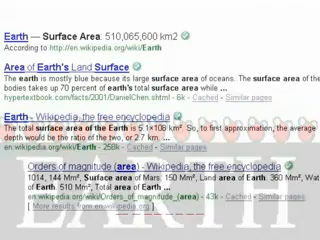 Earth — Surface Area: 510,065,600 km2
According to http://en.wikipedia.org/wiki/Earth
Area of Earth's Land Surface
The earth is mostly blue because its large surface area of oceans. The surface area
bodies takes up 70 percent of earth's total surface area while ...
hypertextbook.com/facts/2001/DanielChen.shtml - 6k - Cached - Similar pages
Earth - Wikipedia, the free encyclopedia
The total surface area of the Earth is 5.1×108 Mm². So, to first approximation, the average
depth would be the ratio of the two, or 2.7 km. ...
en.wikipedia.org/wiki/Earth - 258k - Cached - Similar pages
Orders of magnitude (area) - Wikipedia, the free encyclopedia
1014, 144 Mm², Surface area of Mars. 150 Mm², Land area of Earth. 360 Mm², Wat
of Earth. 510 Mm², Total area of Earth ...
en.wikipedia.org/wiki/Orders_of_magnitude_(area) - 43k - Cached - Similar pages
[ More results from en.wikipedia.org ]